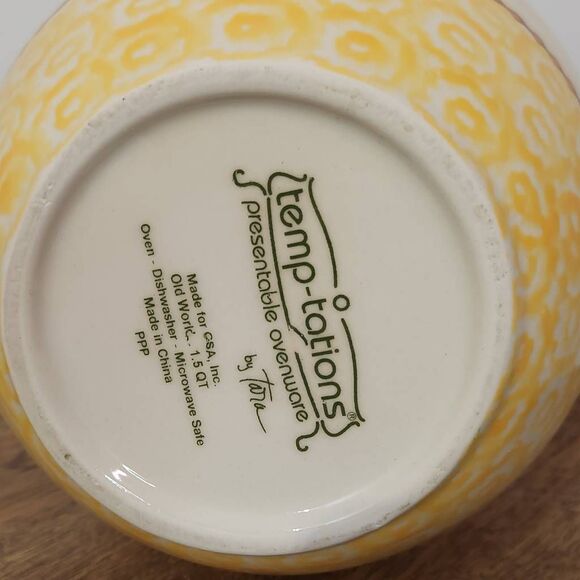 temp-tations®
presentable ovenware
by Tara
Made for CSA, Inc.
Old World - 1.5 QT
Oven - Dishwasher - Microwave Safe
Made in China
PPP